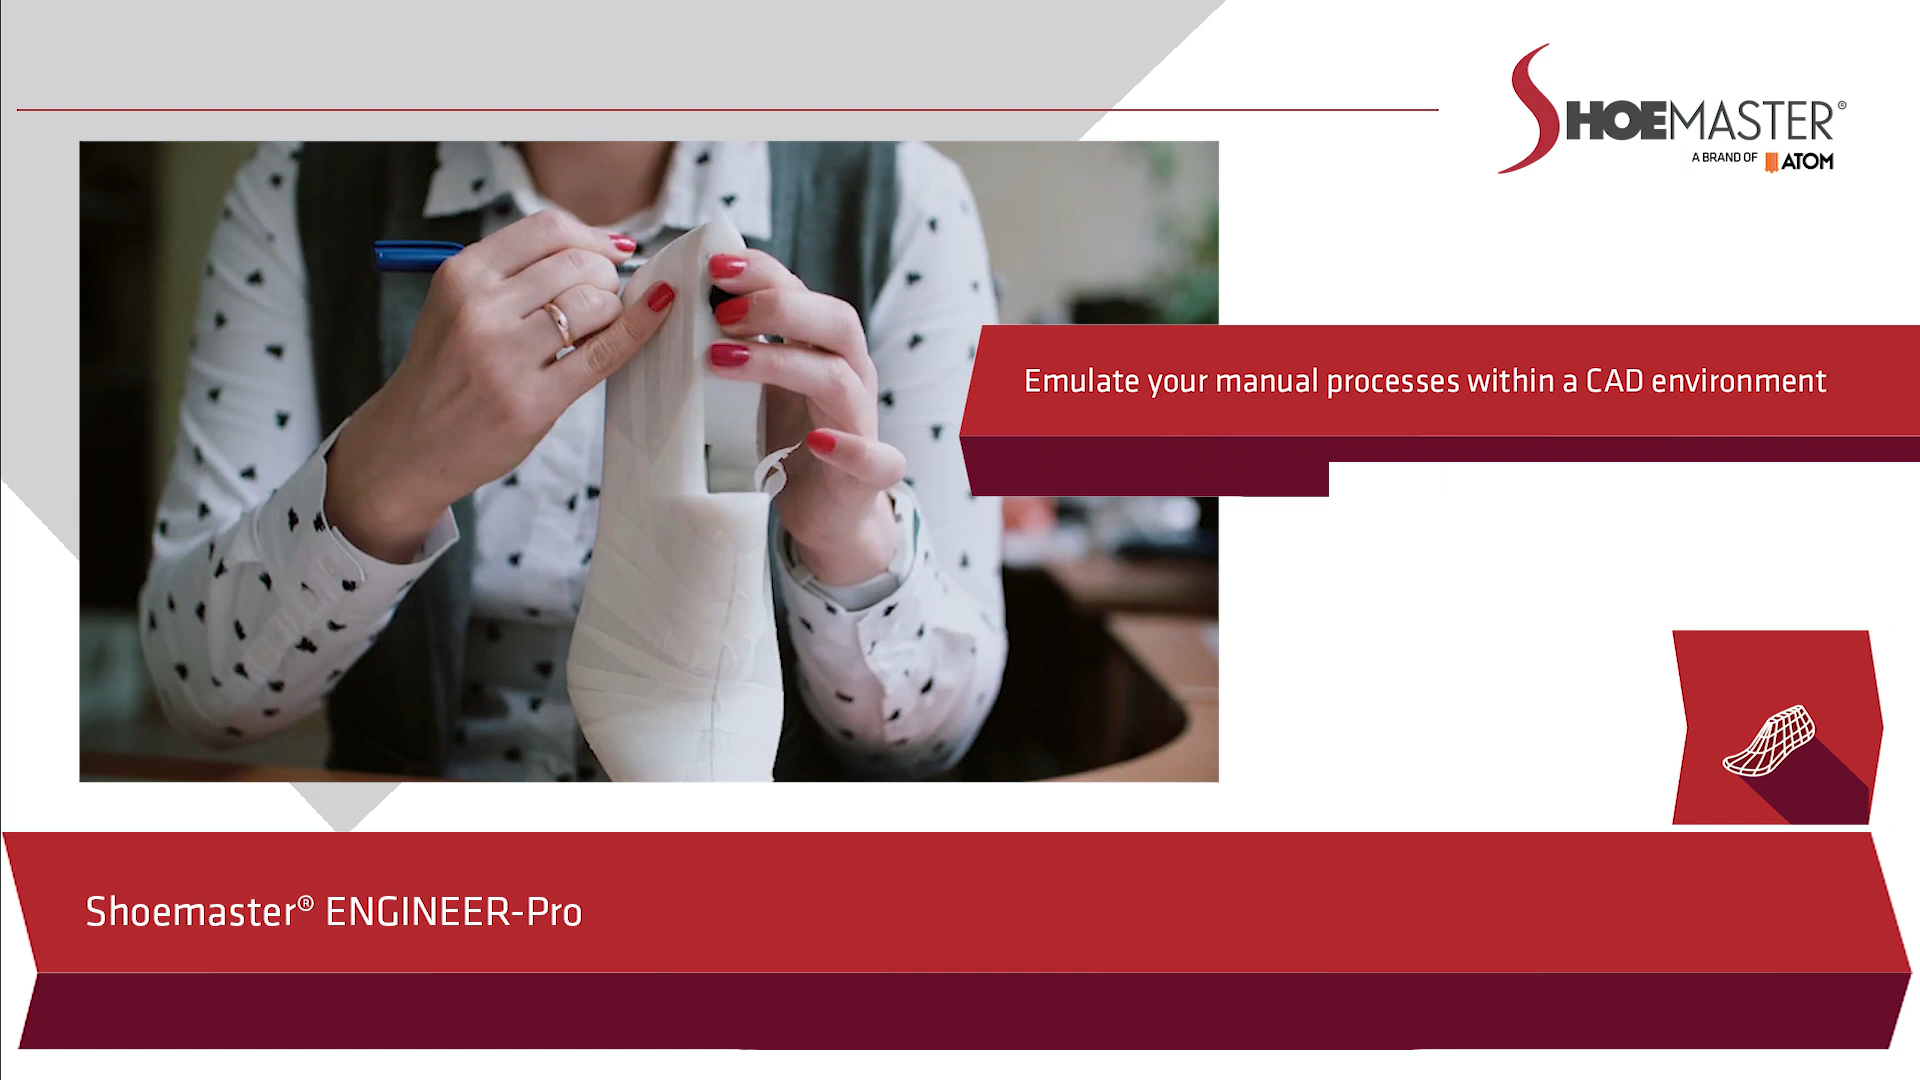 SHOEMASTER®
A BRAND OF ATOM
Emulate your manual processes within a CAD environment
Shoemaster® ENGINEER-Pro